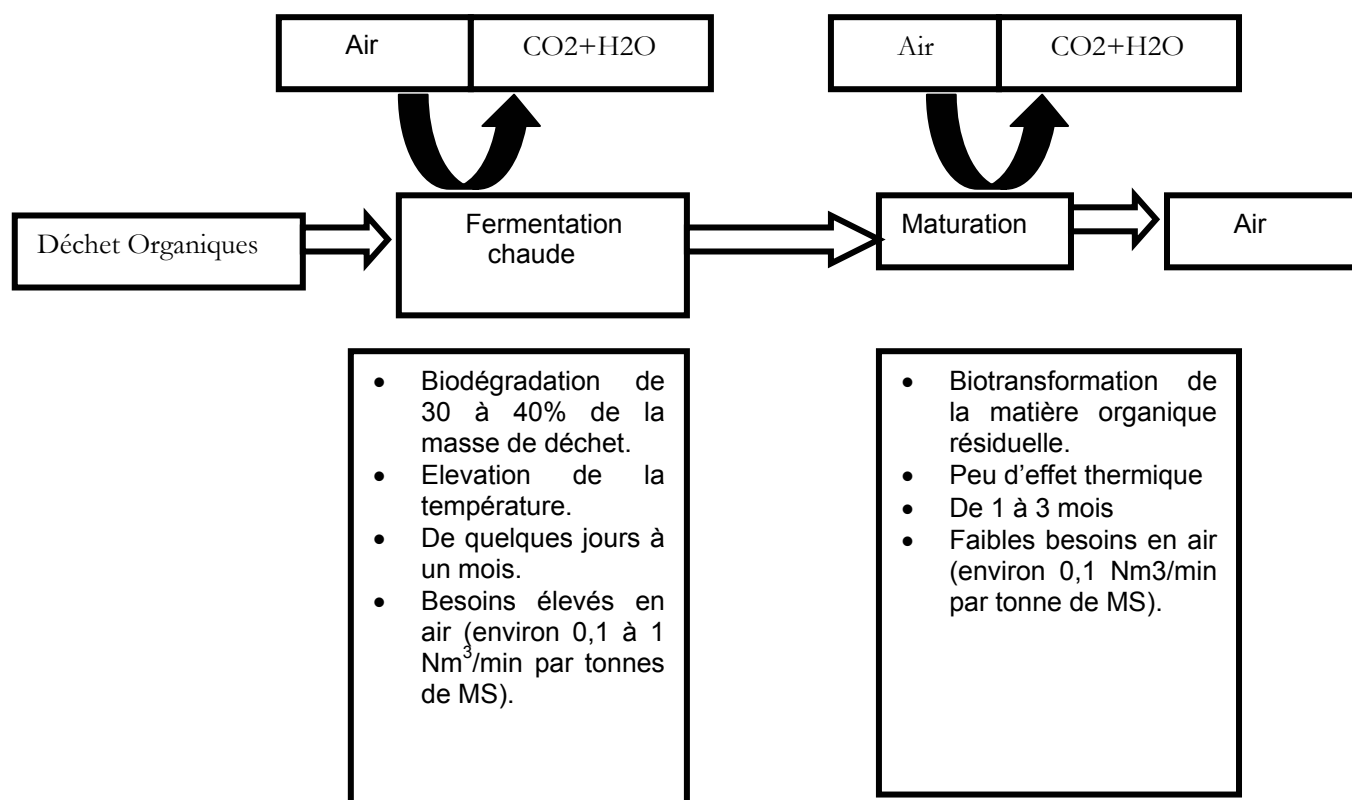 Air
CO2+H2O
Air
CO2+H2O
Déchet Organiques
Fermentation
chaude
Maturation
Air
• Biodégradation de
30 à 40% de la
masse de déchet.
• Elevation de la
température.
• De quelques jours à
un mois.
• Besoins élevés en
air (environ 0,1 à 1
Nm³/min par tonnes
de MS).
• Biotransformation de
la matière organique
résiduelle.
• Peu d’effet thermique
• De 1 à 3 mois
• Faibles besoins en air
(environ 0,1 Nm3/min
par tonne de MS).